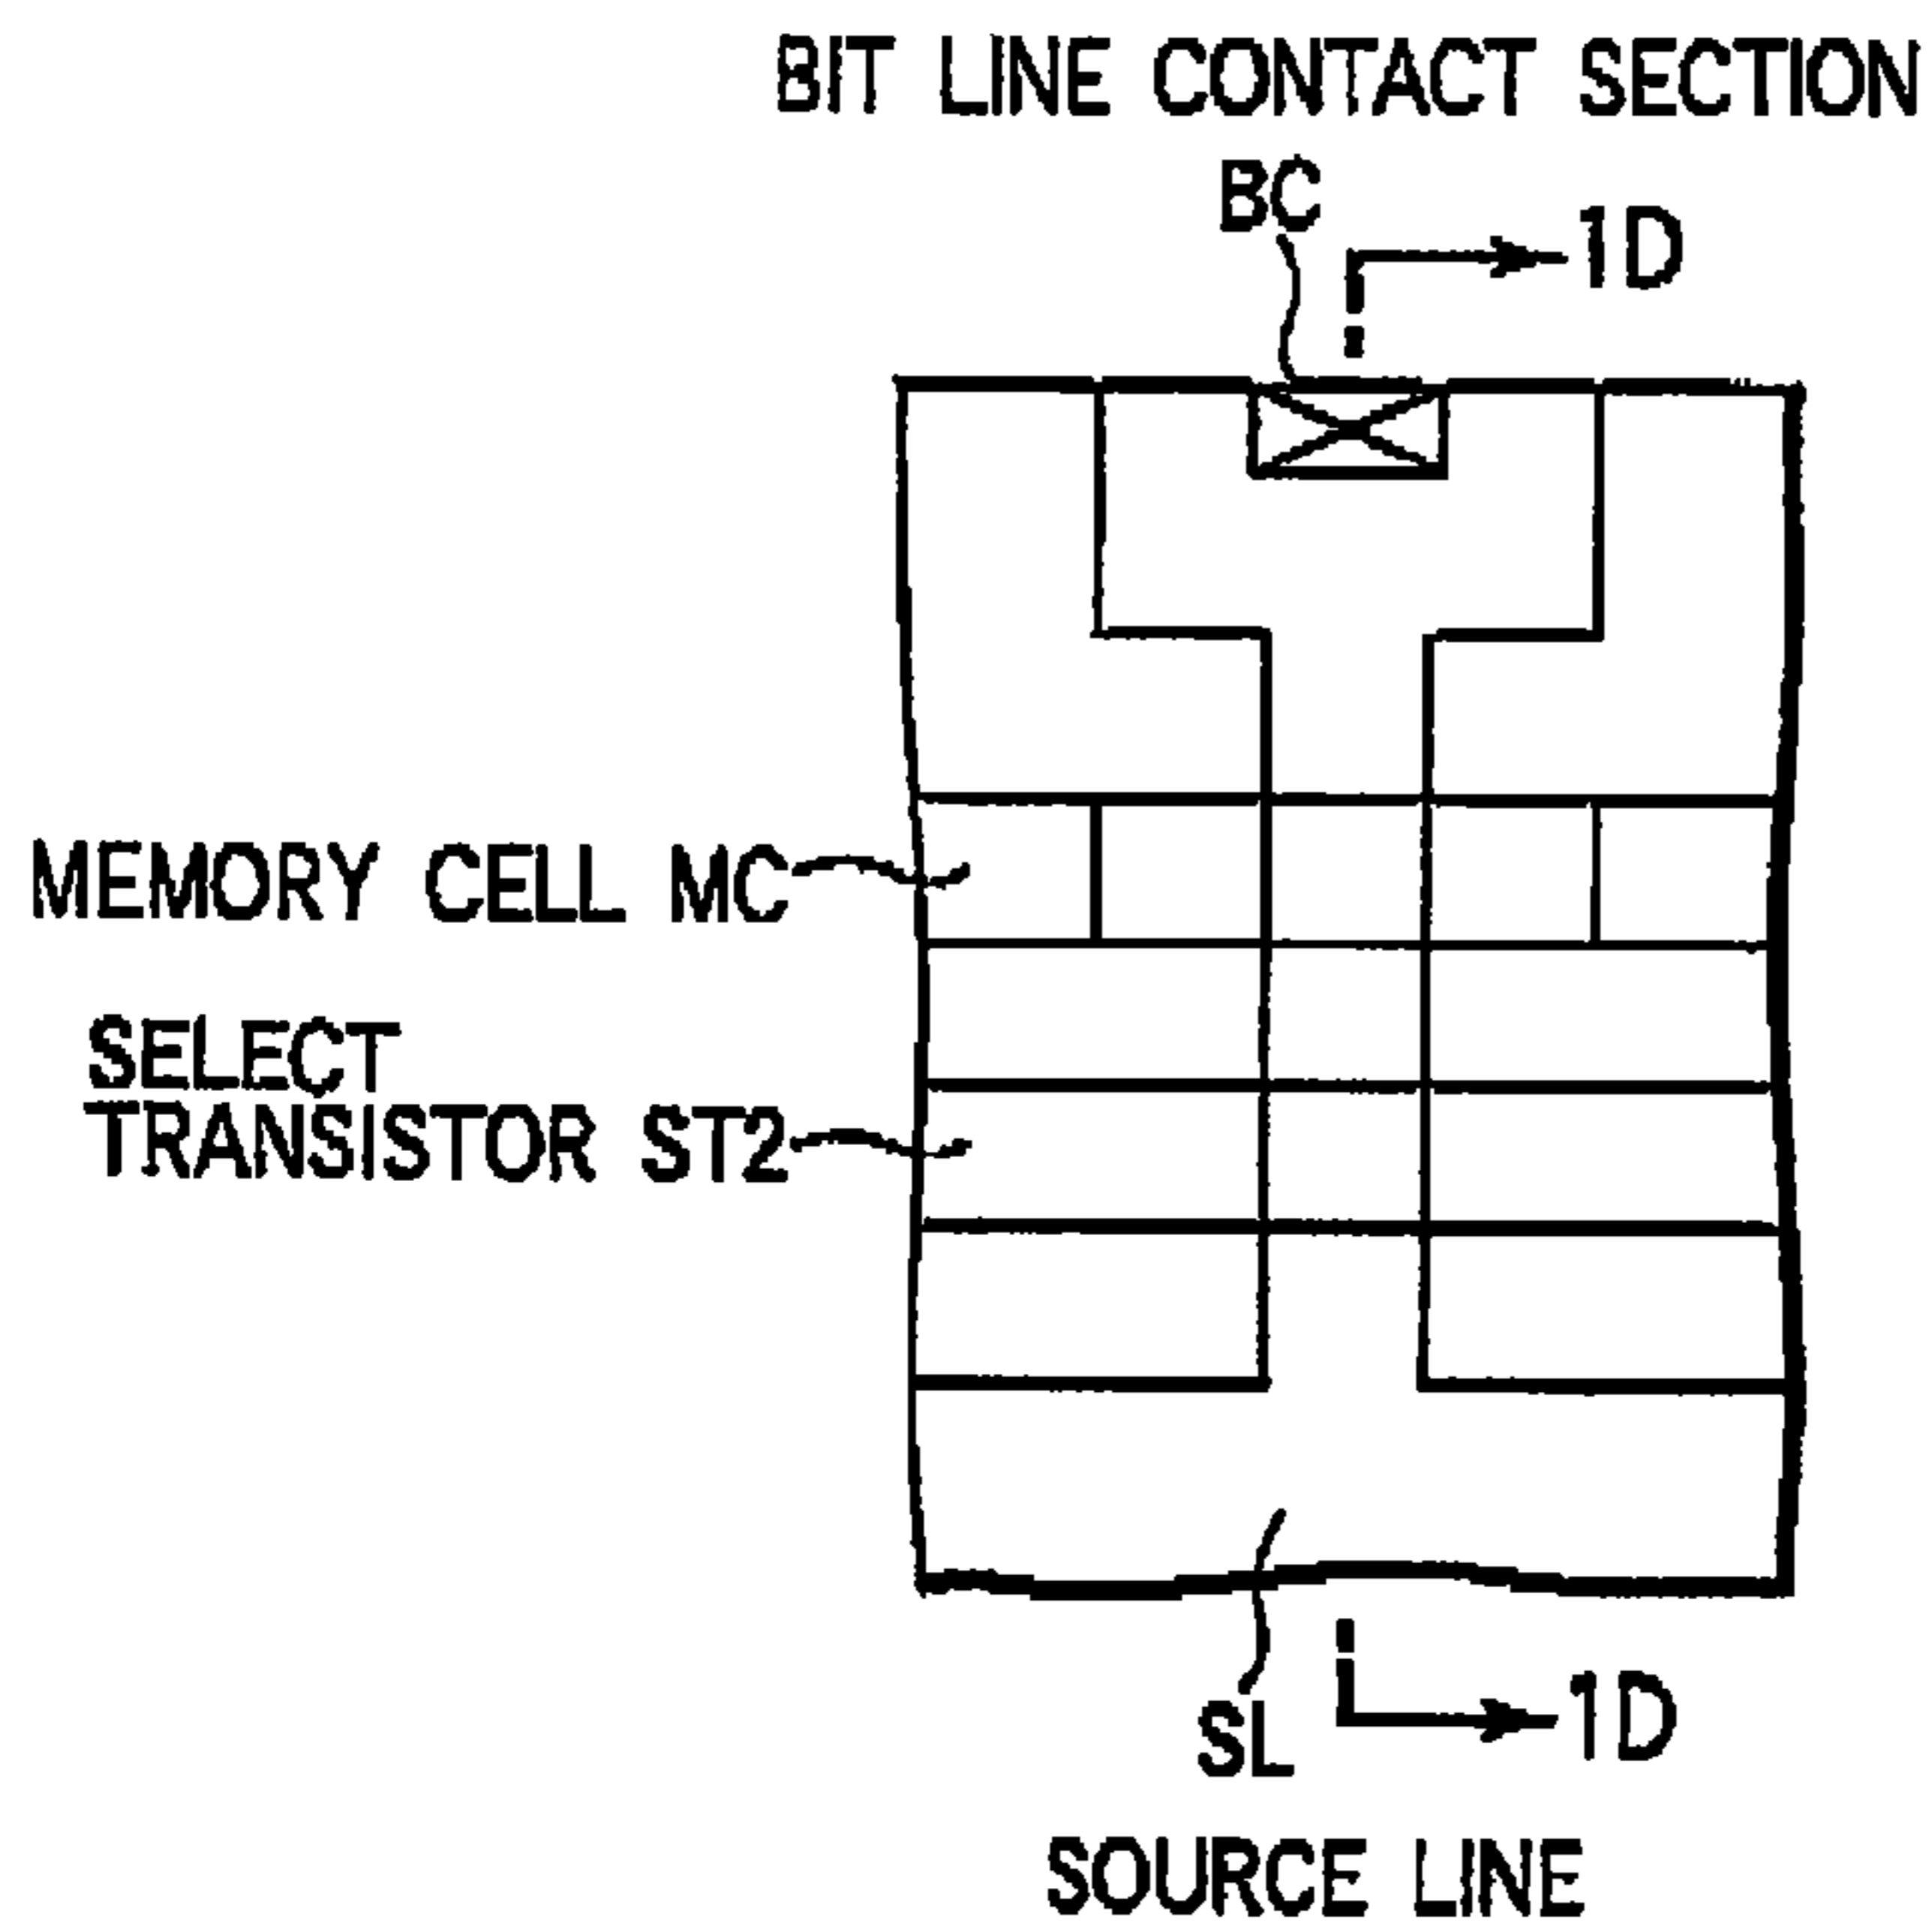 BIT LINE CONTACT SECTION
BC
1D
MEMORY CELL MC
SELECT
TRANSISTOR ST2
1D
SL
SOURCE LINE